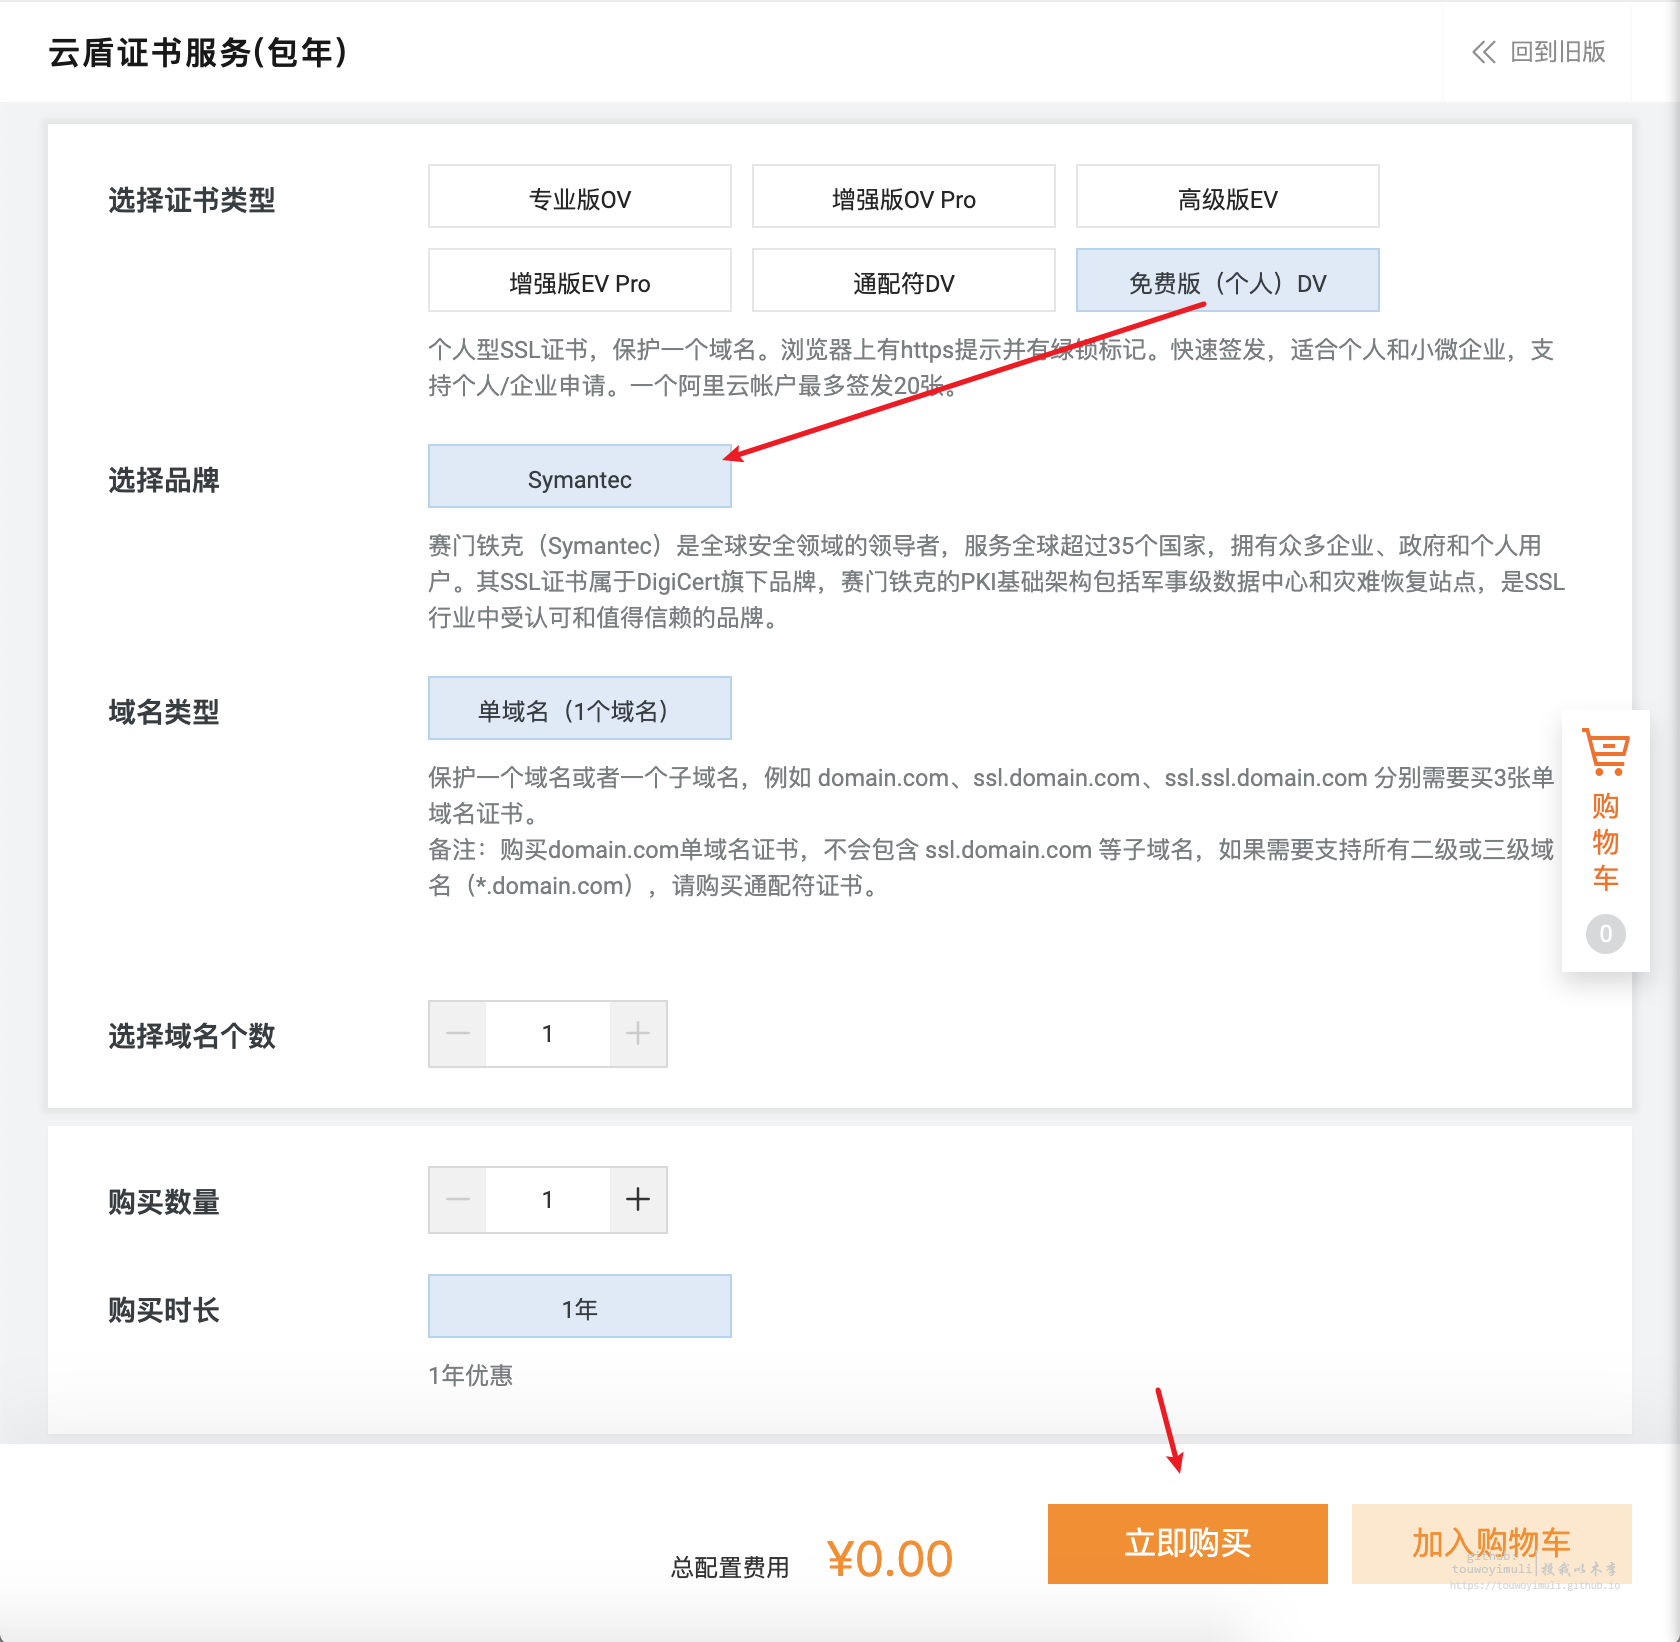 云盾证书服务(包年)
回到旧版
选择证书类型
专业版OV
增强版OV Pro
高级版EV
增强版EV Pro
通配符DV
免费版（个人）DV
个人型SSL证书，保护一个域名。浏览器上有https提示并有绿锁标记。快速签发，适合个人和小微企业，支
持个人/企业申请。一个阿里云帐户最多签发20张。
选择品牌
Symantec
赛门铁克（Symantec）是全球安全领域的领导者，服务全球超过35个国家，拥有众多企业、政府和个人用
户。其SSL证书属于DigiCert旗下品牌，赛门铁克的PKI基础架构包括军事级数据中心和灾难恢复站点，是SSL
行业中受认可和值得信赖的品牌。
域名类型
单域名（1个域名）
保护一个域名或者一个子域名，例如 domain.com、ssl.domain.com、ssl.ssl.domain.com 分别需要买3张单
域名证书。
备注：购买domain.com单域名证书，不会包含 ssl.domain.com 等子域名，如果需要支持所有二级或三级域
名（*.domain.com），请购买通配符证书。
购
物
车
0
选择域名个数
1
购买数量
1
购买时长
1年
1年优惠
总配置费用
¥0.00
立即购买
加入购物车
github:
touwoyimuli|投我以木李
https://touwoyimuli.github.io